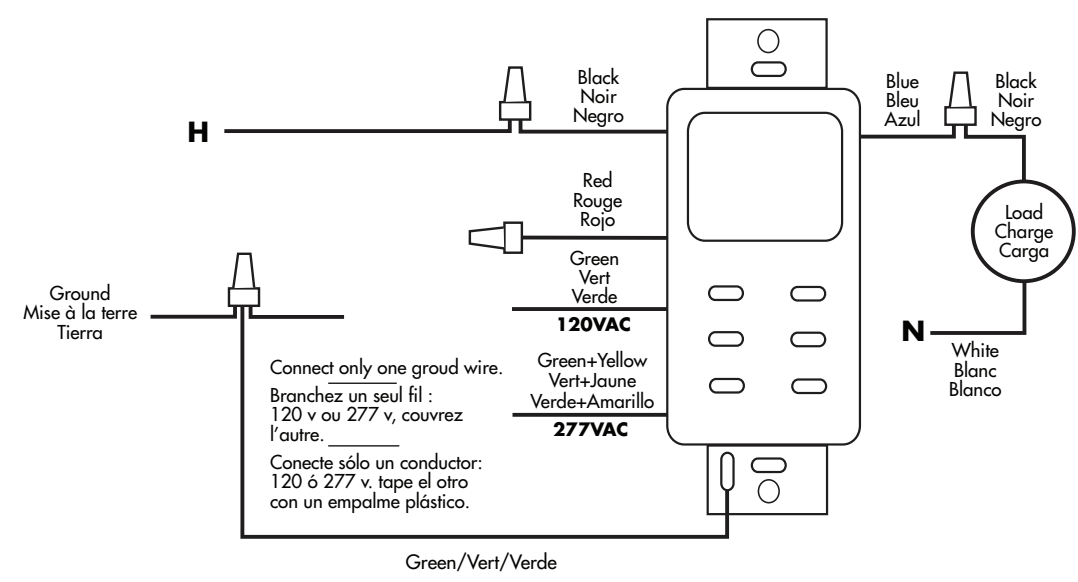 Black
Noir
Negro
H
Blue
Bleu
Azul
Black
Noir
Negro
Red
Rouge
Rojo
Load
Charge
Carga
Green
Vert
Verde
120VAC
Ground
Mise à la terre
Tierra
N
White
Blanc
Blanco
Connect only one groud wire.
Branchez un seul fil :
120 v ou 277 v, couvrez
l'autre.
Conecte sólo un conductor:
120 ó 277 v. tape el otro
con un empalme plástico.
Green+Yellow
Vert+Jaune
Verde+Amarillo
277VAC
Green/Vert/Verde